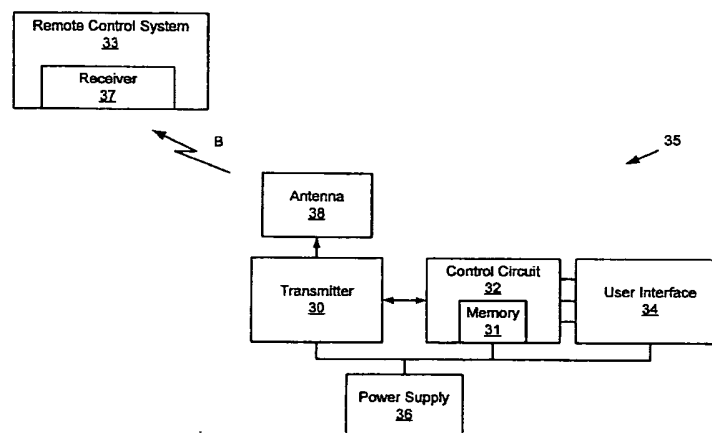 Remote Control System
33
Receiver
37
B
35
Antenna
38
Transmitter
30
Control Circuit
32
Memory
31
User Interface
34
Power Supply
36